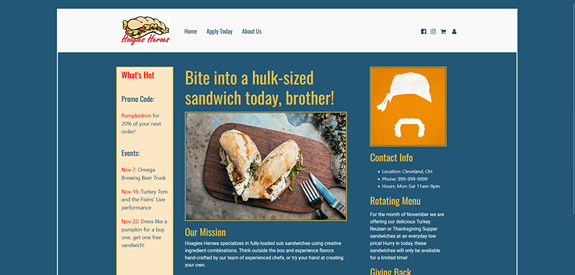 Hoagies Heroes
Home
Apply Today
About Us
What's Hot
Promo Code:
PumpkinIron for
20% of your next
order!
Events:
Nov 7: Omega
Brewing Beer Truck
Nov 16: Turkey Tom
and the Fixins' Live
performance
Nov 22: Dress like a
pumpkin for a buy
one, get one free
sandwich!
Bite into a hulk-sized
sandwich today, brother!
Our Mission
Hoagies Heroes specializes in fully-loaded sub sandwiches using creative
ingredient combinations. Think outside the box and explore flavors
hand-crafted by our team of experienced chefs, or try your hand at creating
your own.
Contact Info
Location: Cleveland, OH
Phone: 999-999-9999
Hours: Mon-Sat 11am-9pm
Rotating Menu
For the month of November we are
offering our delicious Turkey
Reuben or Thanksgiving Supper
sandwiches at an everyday low
price! Hurry in today, these
sandwiches will only be available
for a limited time!
Giving Back